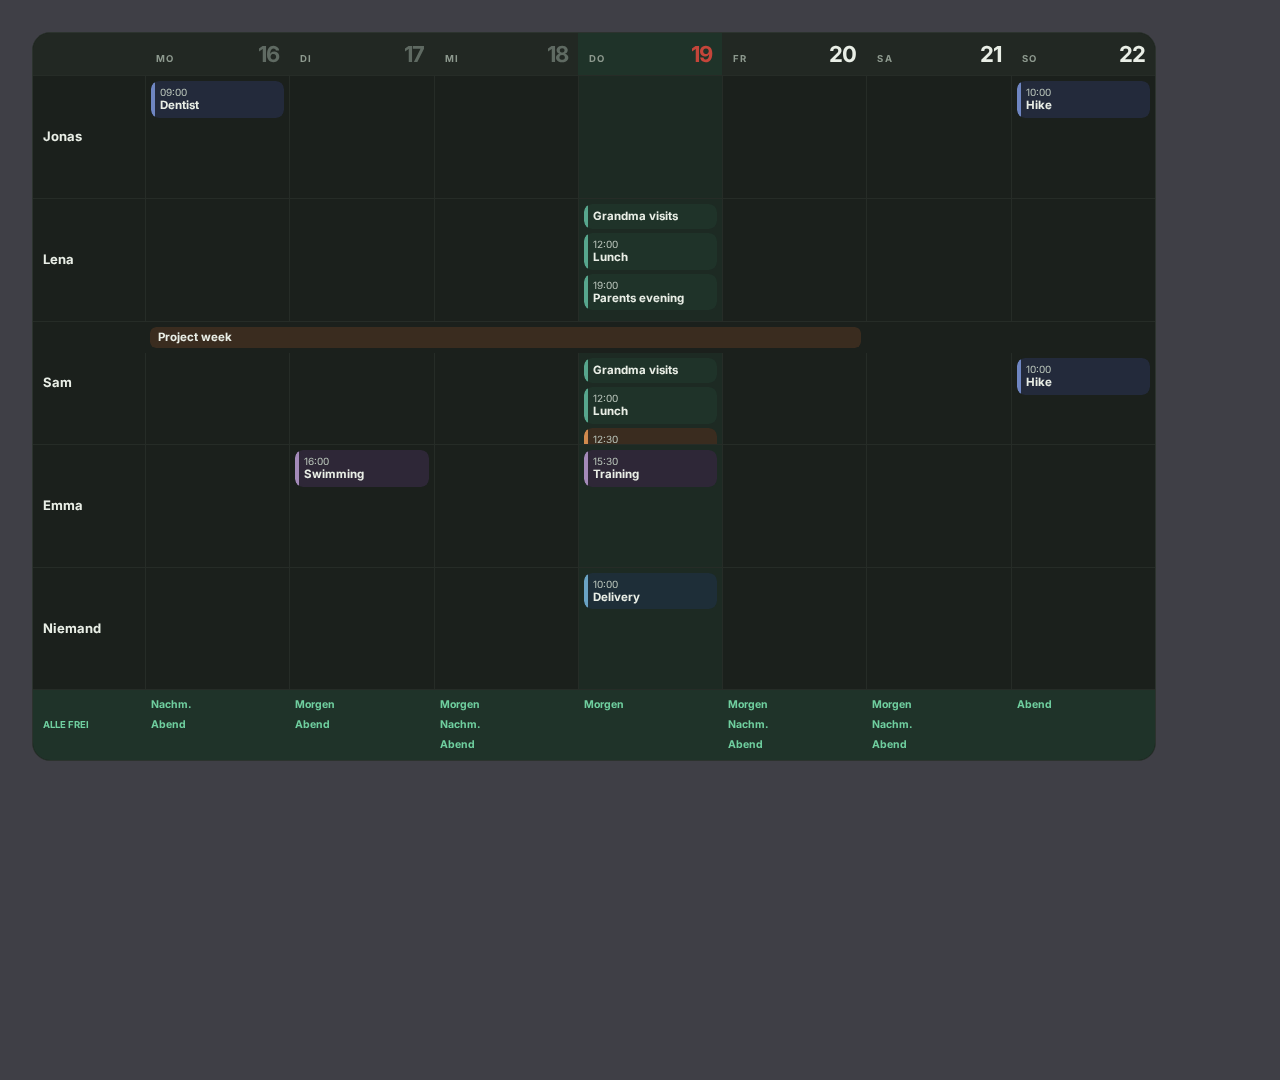 MO 16 DI 17 MI 18 DO 19 FR 20 SA 21 SO 22
Jonas
09:00
Dentist
10:00
Hike
Lena
Grandma visits
12:00
Lunch
19:00
Parents evening
Project week
Sam
Grandma visits
12:00
Lunch
12:30
10:00
Hike
Emma
16:00
Swimming
15:30
Training
Niemand
10:00
Delivery
ALLE FREI
Nachm.
Abend
Morgen
Abend
Morgen
Nachm.
Abend
Morgen
Morgen
Nachm.
Abend
Morgen
Nachm.
Abend
Abend